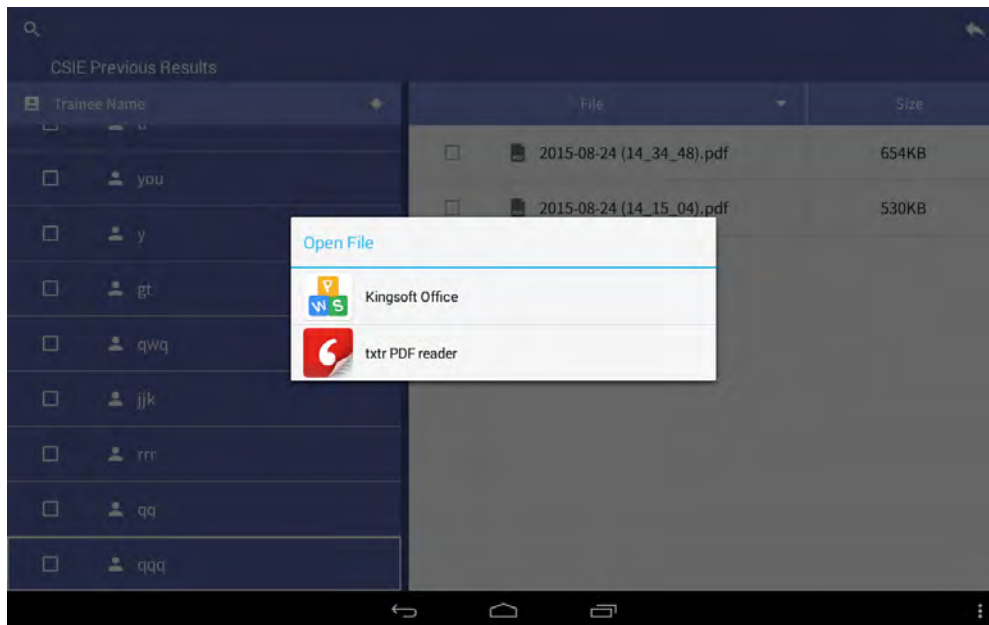 CSIE Previous Results
Trainee Name
File
Size
you
y
gt
qwq
jjk
rrr
qq
qqq
2015-08-24 (14_34_48).pdf
654KB
2015-08-24 (14_15_04).pdf
530KB
Open File
P
W S
Kingsoft Office
txtr PDF reader